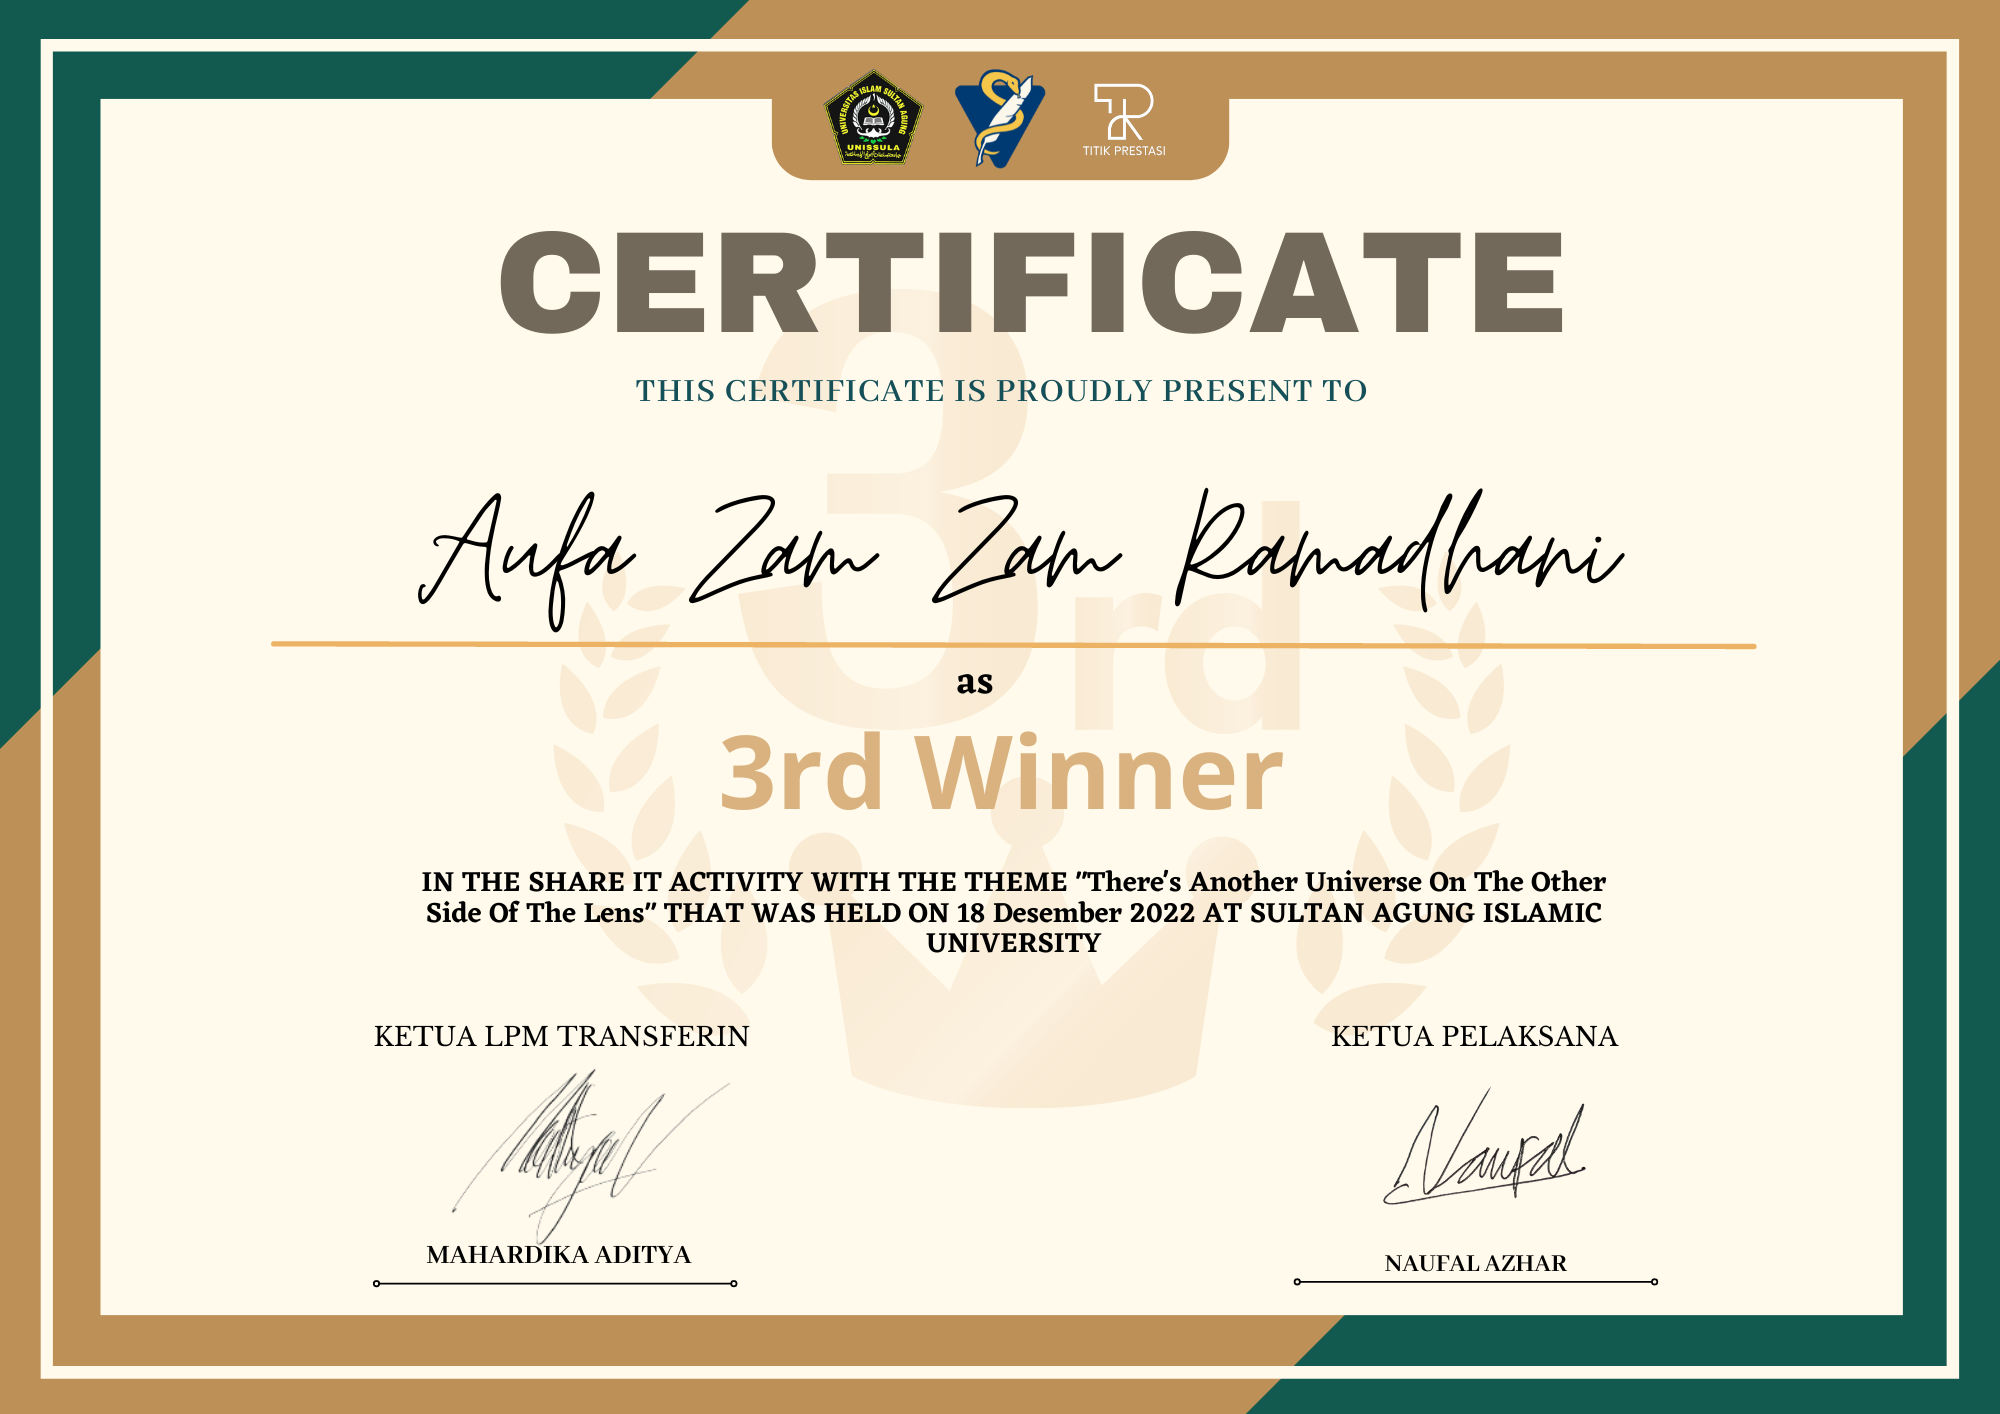 UNIVERSITAS ISLAM SULTAN AGUNG
UNISSULA
TITIK PRESTASI
CERTIFICATE
THIS CERTIFICATE IS PROUDLY PRESENT TO
Aufa Zam Zam Ramadhani
3rd
as
3rd Winner
IN THE SHARE IT ACTIVITY WITH THE THEME "There's Another Universe On The Other
Side Of The Lens" THAT WAS HELD ON 18 Desember 2022 AT SULTAN AGUNG ISLAMIC
UNIVERSITY
KETUA LPM TRANSFERIN
KETUA PELAKSANA
Naufal
MAHARDIKA ADITYA
NAUFAL AZHAR